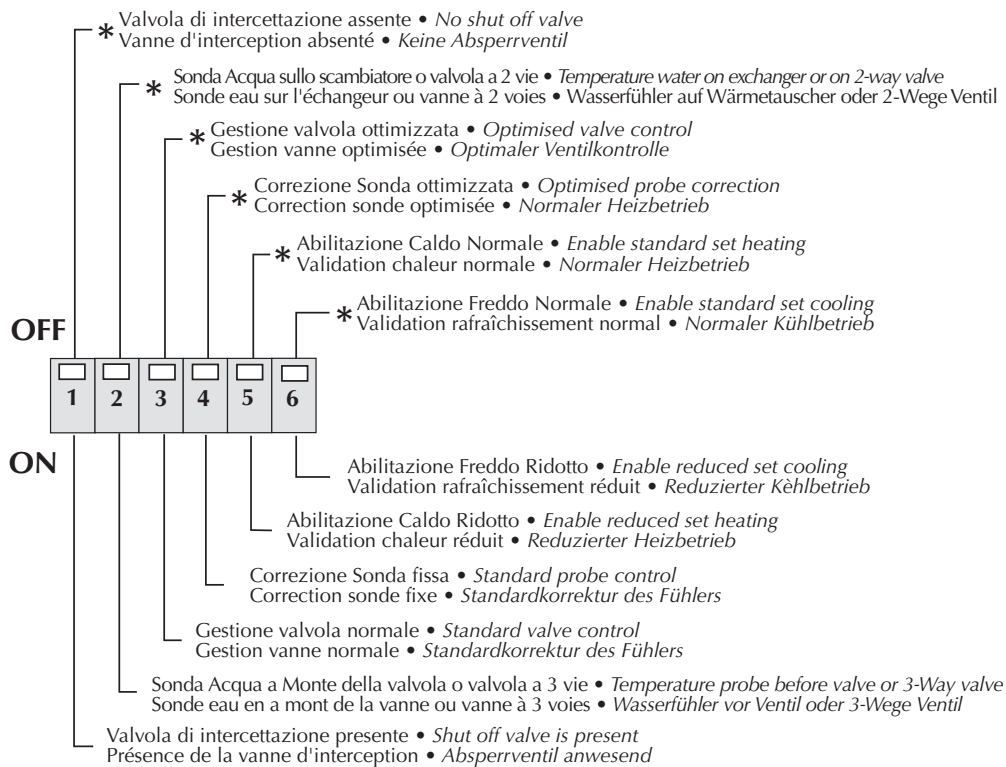 * Valvola di intercettazione assente • No shut off valve
Vanne d'interception absenté • Keine Absperrventil
* Sonda Acqua sullo scambiatore o valvola a 2 vie • Temperature water on exchanger or on 2-way valve
Sonde eau sur l'échangeur ou vanne à 2 voies • Wasserfühler auf Wärmetauscher oder 2-Wege Ventil
* Gestione valvola ottimizzata • Optimised valve control
Gestion vanne optimisée • Optimaler Ventilkontrolle
* Correzione Sonda ottimizzata • Optimised probe correction
Correction sonde optimisée • Normaler Heizbetrieb
* Abilitazione Caldo Normale • Enable standard set heating
Validation chaleur normale • Normaler Heizbetrieb
* Abilitazione Freddo Normale • Enable standard set cooling
Validation rafraîchissement normal • Normaler Kühlbetrieb
OFF
1 2 3 4 5 6
ON
Abilitazione Freddo Ridotto • Enable reduced set cooling
Validation rafraîchissement réduit • Reduzierter Kèhlbetrieb
Abilitazione Caldo Ridotto • Enable reduced set heating
Validation chaleur réduit • Reduzierter Heizbetrieb
Correzione Sonda fissa • Standard probe control
Correction sonde fixe • Standardkorrektur des Fühlers
Gestione valvola normale • Standard valve control
Gestion vanne normale • Standardkorrektur des Fühlers
Sonda Acqua a Monte della valvola o valvola a 3 vie • Temperature probe before valve or 3-Way valve
Sonde eau en a mont de la vanne ou vanne à 3 voies • Wasserfühler vor Ventil oder 3-Wege Ventil
Valvola di intercettazione presente • Shut off valve is present
Présence de la vanne d'interception • Absperrventil anwesend